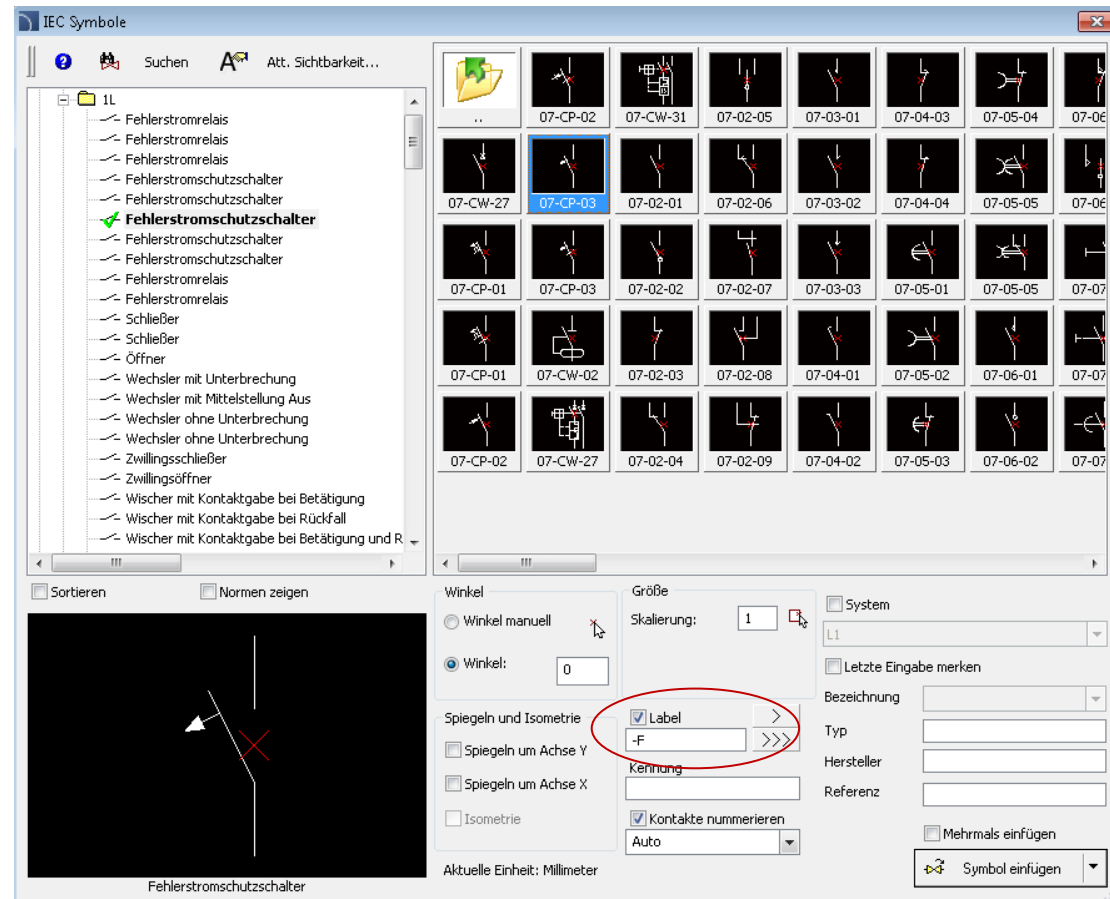 IEC Symbole
Suchen Att. Sichtbarkeit...
1L
Fehlerstromrelais
Fehlerstromrelais
Fehlerstromrelais
Fehlerstromschutzschalter
Fehlerstromschutzschalter
Fehlerstromschutzschalter
Fehlerstromschutzschalter
Fehlerstromschutzschalter
Fehlerstromrelais
Fehlerstromrelais
Schließer
Schließer
Öffner
Wechsler mit Unterbrechung
Wechsler mit Mittelstellung Aus
Wechsler ohne Unterbrechung
Wechsler ohne Unterbrechung
Zwillingsschließer
Zwillingsöffner
Wischer mit Kontaktgabe bei Betätigung
Wischer mit Kontaktgabe bei Rückfall
Wischer mit Kontaktgabe bei Betätigung und R
.. 07-CP-02 07-CW-31 07-02-05 07-03-01 07-04-03 07-05-04 07-06
07-CW-27 07-CP-03 07-02-01 07-02-06 07-03-02 07-04-04 07-05-05 07-06
07-CP-01 07-CP-03 07-02-02 07-02-07 07-03-03 07-05-01 07-05-05 07-07
07-CP-01 07-CW-02 07-02-03 07-02-08 07-04-01 07-05-02 07-06-01 07-07
07-CP-02 07-CW-27 07-02-04 07-02-09 07-04-02 07-05-03 07-06-02 07-07
Sortieren Normen zeigen
Fehlerstromschutzschalter
Winkel
Winkel manuell
Winkel: 0
Spiegeln und Isometrie
Spiegeln um Achse Y
Spiegeln um Achse X
Isometrie
Aktuelle Einheit: Millimeter
Größe
Skalierung: 1
Label >
-F >>>
Kennung
Kontakte nummerieren
Auto
System
L1
Letzte Eingabe merken
Bezeichnung
Typ
Hersteller
Referenz
Mehrmals einfügen
Symbol einfügen